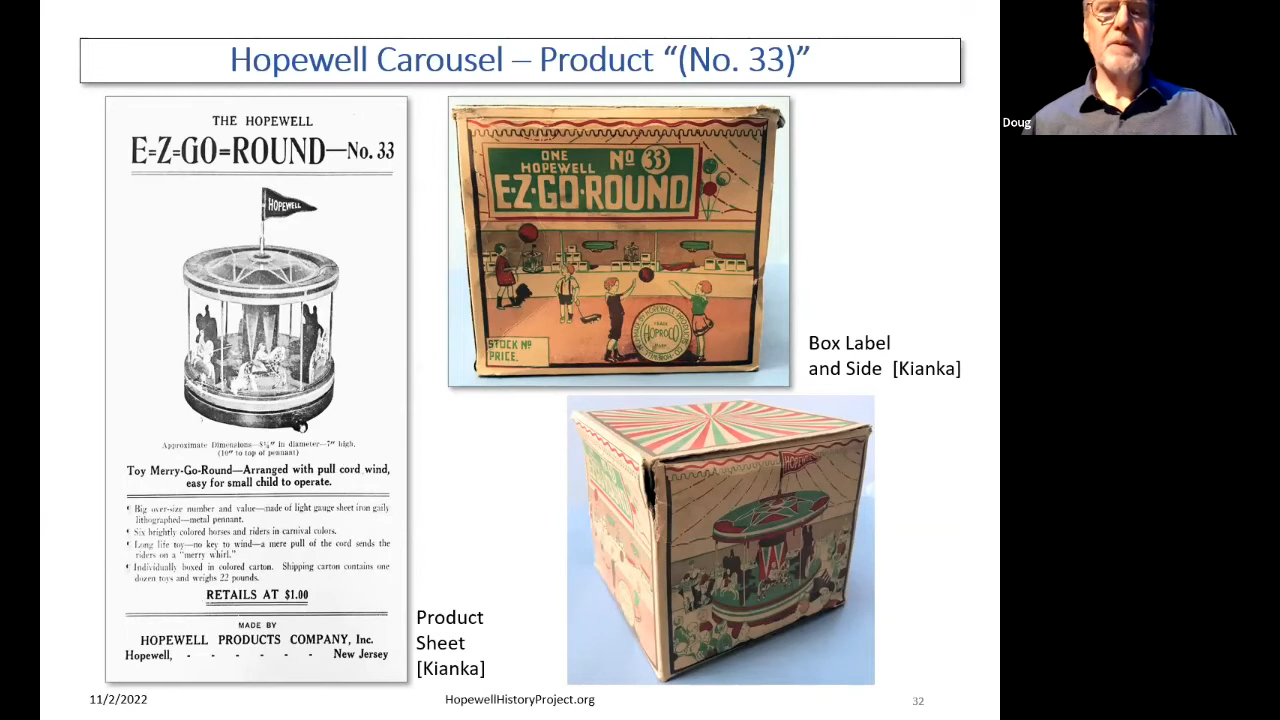 Hopewell Carousel – Product “(No. 33)”
THE HOPEWELL
E=Z=GO=ROUND—No. 33
HOPEWELL
Approximate Dimensions—8¼" in diameter—7" high.
(10" to top of pennant)
Toy Merry-Go-Round—Arranged with pull cord wind,
easy for small child to operate.
¶ Big over-size number and value—made of light gauge sheet iron gaily
lithographed—metal pennant.
¶ Six brightly colored horses and riders in carnival colors.
¶ Long life toy—no key to wind—a mere pull of the cord sends the
riders on a "merry whirl."
¶ Individually boxed in colored carton. Shipping carton contains one
dozen toys and weighs 22 pounds.
RETAILS AT $1.00
MADE BY
HOPEWELL PRODUCTS COMPANY, Inc.
Hopewell, - - - - - - New Jersey
Product
Sheet
[Kianka]
ONE
HOPEWELL
No 33
E·Z·GO·ROUND
TRADE
HOPROCO
MARK
STOCK No
PRICE.
Box Label
and Side [Kianka]
HOPEWELL
Doug
11/2/2022
HopewellHistoryProject.org
32